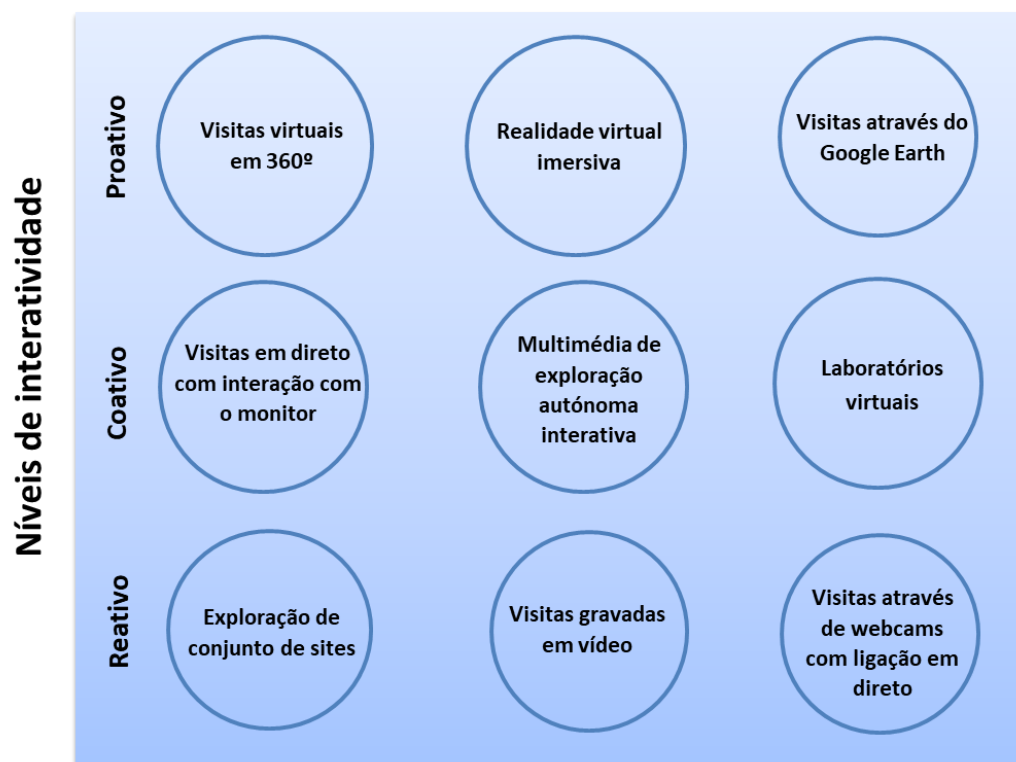 Níveis de interatividade
Proativo
Visitas virtuais
em 360º
Realidade virtual
imersiva
Visitas através do
Google Earth
Coativo
Visitas em direto
com interação com
o monitor
Multimédia de
exploração
autónoma
interativa
Laboratórios
virtuais
Reativo
Exploração de
conjunto de sites
Visitas gravadas
em vídeo
Visitas através
de webcams
com ligação em
direto